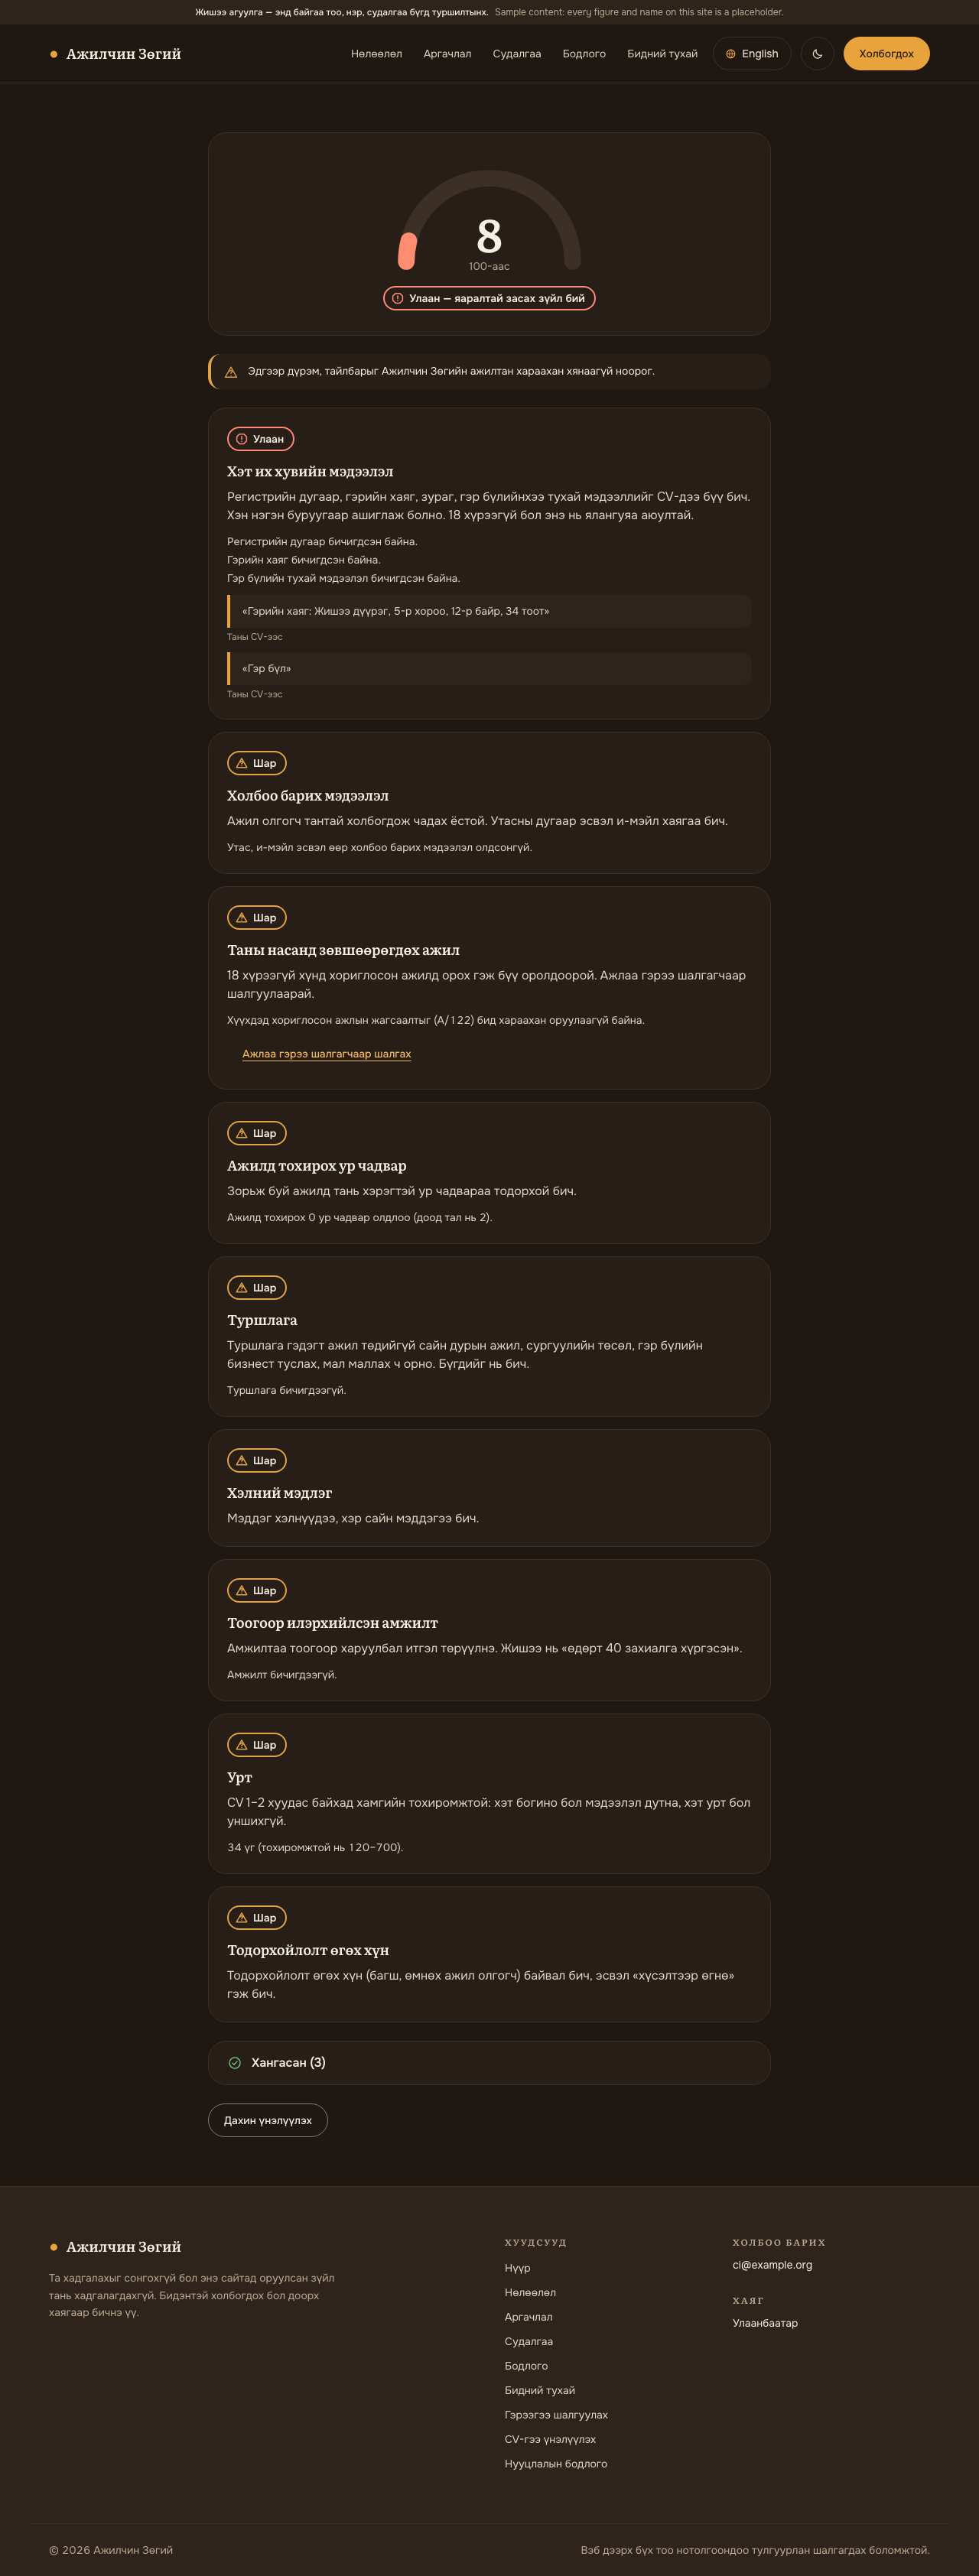 Жишээ агуулга — энд байгаа тоо, нэр, судалгаа бүгд туршилтынх. Sample content: every figure and name on this site is a placeholder.
Ажилчин Зөгий
Нөлөөлөл
Аргачлал
Судалгаа
Бодлого
Бидний тухай
English
Холбогдох
8
100-аас
Улаан — яаралтай засах зүйл бий
Эдгээр дүрэм, тайлбарыг Ажилчин Зөгийн ажилтан хараахан хянаагүй ноорог.
Улаан
Хэт их хувийн мэдээлэл
Регистрийн дугаар, гэрийн хаяг, зураг, гэр бүлийнхээ тухай мэдээллийг CV-дээ бүү бич.
Хэн нэгэн буруугаар ашиглаж болно. 18 хүрээгүй бол энэ нь ялангуяа аюултай.
Регистрийн дугаар бичигдсэн байна.
Гэрийн хаяг бичигдсэн байна.
Гэр бүлийн тухай мэдээлэл бичигдсэн байна.
«Гэрийн хаяг: Жишээ дүүрэг, 5-р хороо, 12-р байр, 34 тоот»
Таны CV-ээс
«Гэр бүл»
Таны CV-ээс
Шар
Холбоо барих мэдээлэл
Ажил олгогч тантай холбогдож чадах ёстой. Утасны дугаар эсвэл и-мэйл хаягаа бич.
Утас, и-мэйл эсвэл өөр холбоо барих мэдээлэл олдсонгүй.
Шар
Таны насанд зөвшөөрөгдөх ажил
18 хүрээгүй хүнд хориглосон ажилд орох гэж бүү оролдоорой. Ажлаа гэрээ шалгагчаар
шалгуулаарай.
Хүүхдэд хориглосон ажлын жагсаалтыг (А/122) бид хараахан оруулаагүй байна.
Ажлаа гэрээ шалгагчаар шалгах
Шар
Ажилд тохирох ур чадвар
Зорьж буй ажилд тань хэрэгтэй ур чадвараа тодорхой бич.
Ажилд тохирох 0 ур чадвар олдлоо (доод тал нь 2).
Шар
Туршлага
Туршлага гэдэгт ажил төдийгүй сайн дурын ажил, сургуулийн төсөл, гэр бүлийн
бизнест туслах, мал маллах ч орно. Бүгдийг нь бич.
Туршлага бичигдээгүй.
Шар
Хэлний мэдлэг
Мэддэг хэлнүүдээ, хэр сайн мэддэгээ бич.
Шар
Тоогоор илэрхийлсэн амжилт
Амжилтаа тоогоор харуулбал итгэл төрүүлнэ. Жишээ нь «өдөрт 40 захиалга хүргэсэн».
Амжилт бичигдээгүй.
Шар
Урт
CV 1–2 хуудас байхад хамгийн тохиромжтой: хэт богино бол мэдээлэл дутна, хэт урт бол
уншихгүй.
34 үг (тохиромжтой нь 120–700).
Шар
Тодорхойлолт өгөх хүн
Тодорхойлолт өгөх хүн (багш, өмнөх ажил олгогч) байвал бич, эсвэл «хүсэлтээр өгнө»
гэж бич.
Хангасан (3)
Дахин үнэлүүлэх
Ажилчин Зөгий
Та хадгалахыг сонгохгүй бол энэ сайтад оруулсан зүйл
тань хадгалагдахгүй. Бидэнтэй холбогдох бол доорх
хаягаар бичнэ үү.
ХУУДСУУД
Нүүр
Нөлөөлөл
Аргачлал
Судалгаа
Бодлого
Бидний тухай
Гэрээгээ шалгуулах
CV-гээ үнэлүүлэх
Нууцлалын бодлого
ХОЛБОО БАРИХ
ci@example.org
ХАЯГ
Улаанбаатар
© 2026 Ажилчин Зөгий
Вэб дээрх бүх тоо нотолгоондоо тулгуурлан шалгагдах боломжтой.